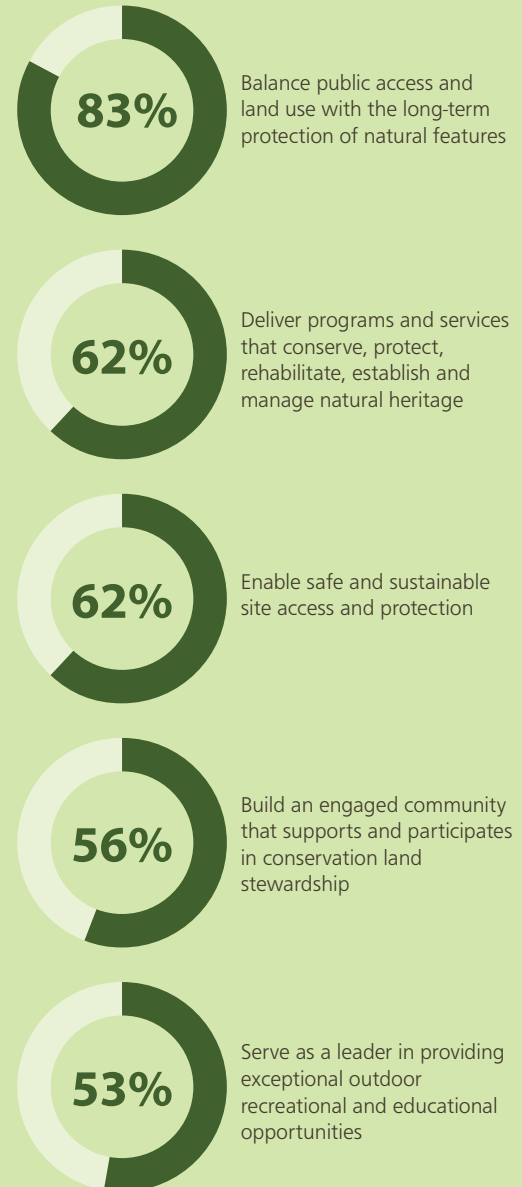 83%
Balance public access and
land use with the long-term
protection of natural features
62%
Deliver programs and services
that conserve, protect,
rehabilitate, establish and
manage natural heritage
62%
Enable safe and sustainable
site access and protection
56%
Build an engaged community
that supports and participates
in conservation land
stewardship
53%
Serve as a leader in providing
exceptional outdoor
recreational and educational
opportunities